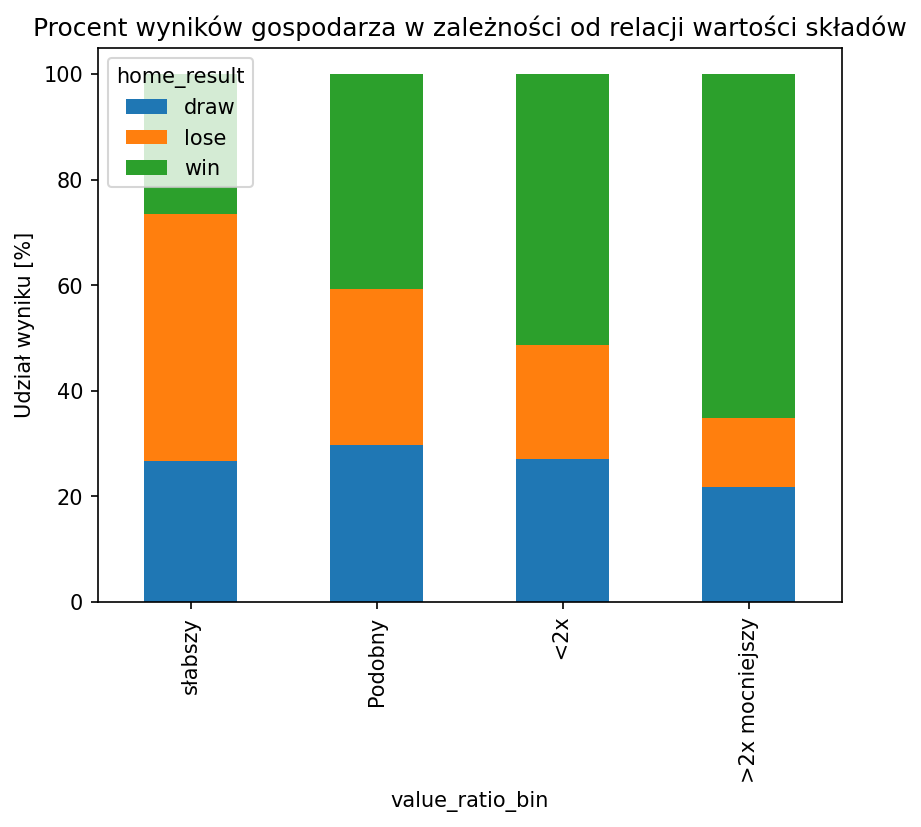 Procent wyników gospodarza w zależności od relacji wartości składów
home_result
draw
lose
win
Udział wyniku [%]
100
80
60
40
20
0
słabszy
Podobny
<2x
>2x mocniejszy
value_ratio_bin